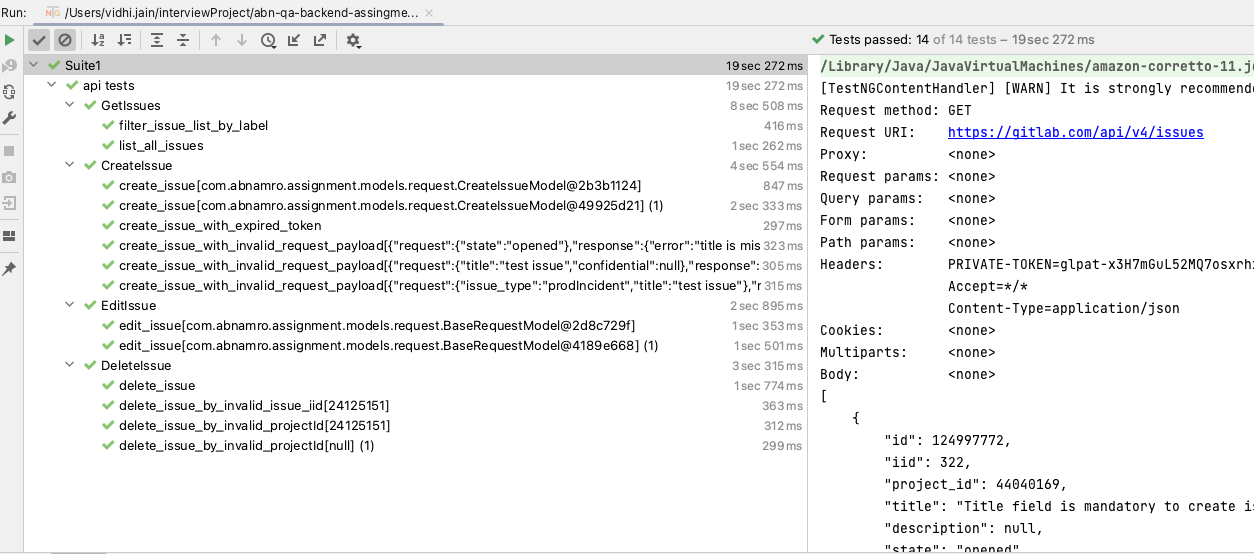 Run: /Users/vidhi.jain/interviewProject/abn-qa-backend-assingme...
Tests passed: 14 of 14 tests – 19 sec 272 ms
Suite1 19 sec 272 ms
api tests 19 sec 272 ms
GetIssues 8 sec 508 ms
filter_issue_list_by_label 416 ms
list_all_issues 1 sec 262 ms
CreateIssue 4 sec 554 ms
create_issue[com.abnamro.assignment.models.request.CreateIssueModel@2b3b1124] 847 ms
create_issue[com.abnamro.assignment.models.request.CreateIssueModel@49925d21] (1) 2 sec 333 ms
create_issue_with_expired_token 297 ms
create_issue_with_invalid_request_payload[{"request":{"state":"opened"},"response":{"error":"title is mis 323 ms
create_issue_with_invalid_request_payload[{"request":{"title":"test issue","confidential":null},"response": 305 ms
create_issue_with_invalid_request_payload[{"request":{"issue_type":"prodIncident","title":"test issue"},"r 315 ms
EditIssue 2 sec 895 ms
edit_issue[com.abnamro.assignment.models.request.BaseRequestModel@2d8c729f] 1 sec 353 ms
edit_issue[com.abnamro.assignment.models.request.BaseRequestModel@4189e668] (1) 1 sec 501 ms
DeleteIssue 3 sec 315 ms
delete_issue 1 sec 774 ms
delete_issue_by_invalid_issue_iid[24125151] 363 ms
delete_issue_by_invalid_projectId[24125151] 312 ms
delete_issue_by_invalid_projectId[null] (1) 299 ms
/Library/Java/JavaVirtualMachines/amazon-corretto-11.j
[TestNGContentHandler] [WARN] It is strongly recommend
Request method: GET
Request URI: https://gitlab.com/api/v4/issues
Proxy: <none>
Request params: <none>
Query params: <none>
Form params: <none>
Path params: <none>
Headers: PRIVATE-TOKEN=glpat-x3H7mGuL52MQ7osxrh
Accept=*/*
Content-Type=application/json
Cookies: <none>
Multiparts: <none>
Body: <none>
[
{
"id": 124997772,
"iid": 322,
"project_id": 44040169,
"title": "Title field is mandatory to create is
"description": null,
"state": "opened"